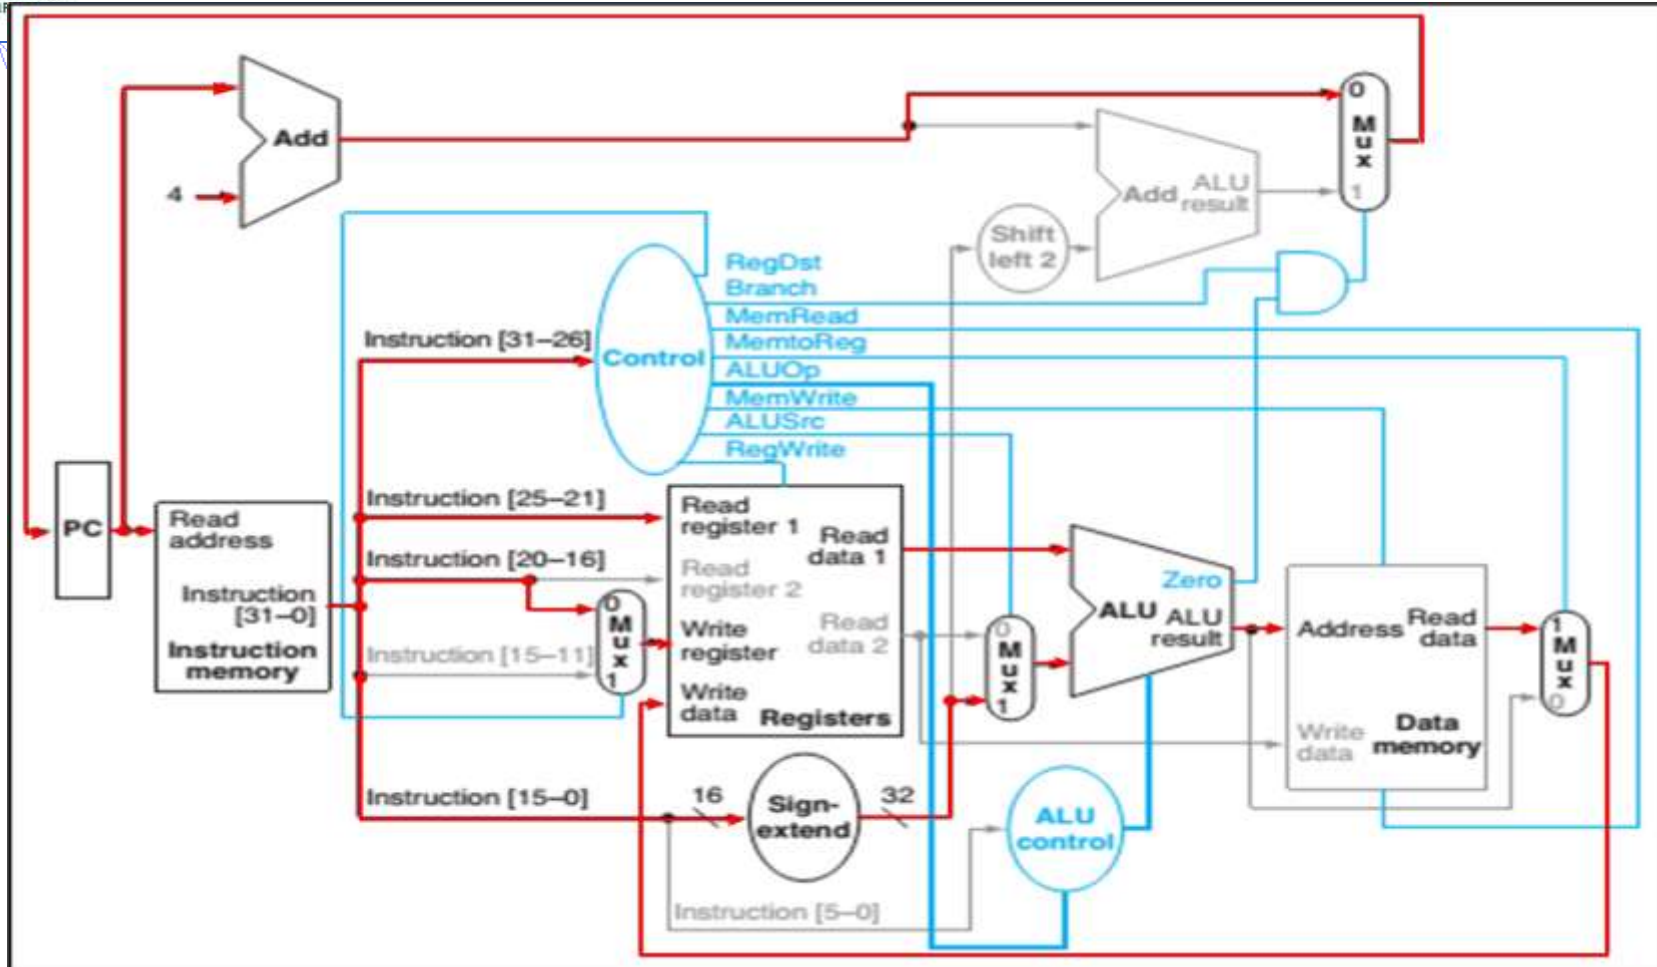 0
M
u
x
1
Add
4
Add ALU
result
Shift
left 2
RegDst
Branch
MemRead
MemtoReg
ALUOp
MemWrite
ALUSrc
RegWrite
Control
Instruction [31–26]
Instruction [25–21]
Instruction [20–16]
Instruction [15–11]
Instruction [15–0]
Instruction [5–0]
PC
Read
address
Instruction
[31–0]
Instruction
memory
0
M
u
x
1
Read
register 1
Read
register 2
Write
register
Write
data
Read
data 1
Read
data 2
Registers
16
Sign-
extend
32
0
M
u
x
1
Zero
ALU ALU
result
ALU
control
Address
Read
data
Write
data
Data
memory
1
M
u
x
0